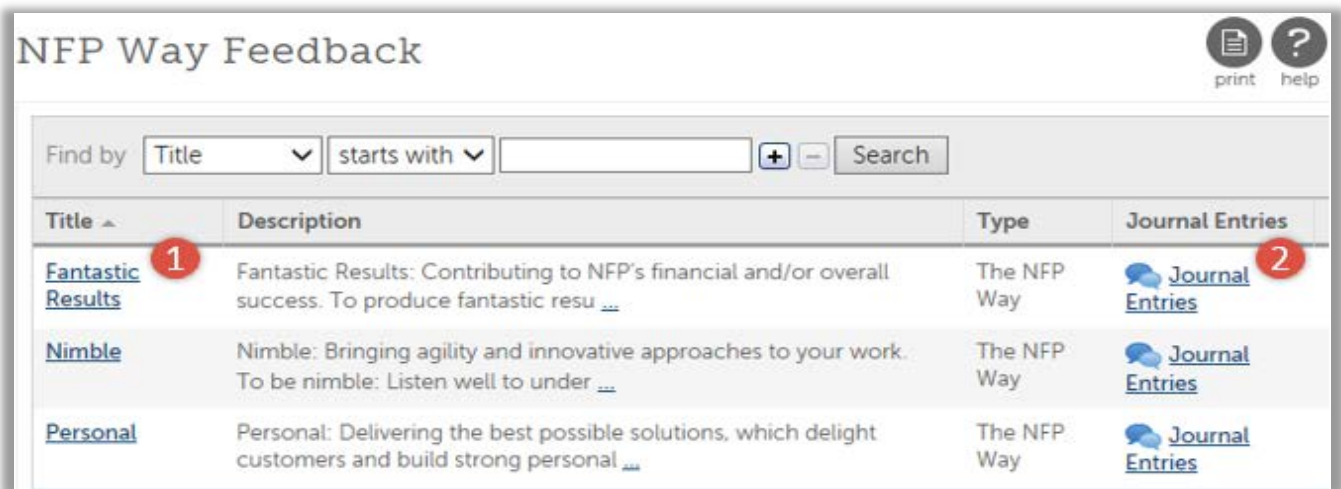 NFP Way Feedback
print help
Find by Title starts with + - Search
Title Description Type Journal Entries
1 2
Fantastic Fantastic Results: Contributing to NFP's financial and/or overall The NFP Journal
Results success. To produce fantastic resu ... Way Entries
Nimble Nimble: Bringing agility and innovative approaches to your work. The NFP Journal
To be nimble: Listen well to under ... Way Entries
Personal Personal: Delivering the best possible solutions, which delight The NFP Journal
customers and build strong personal ... Way Entries